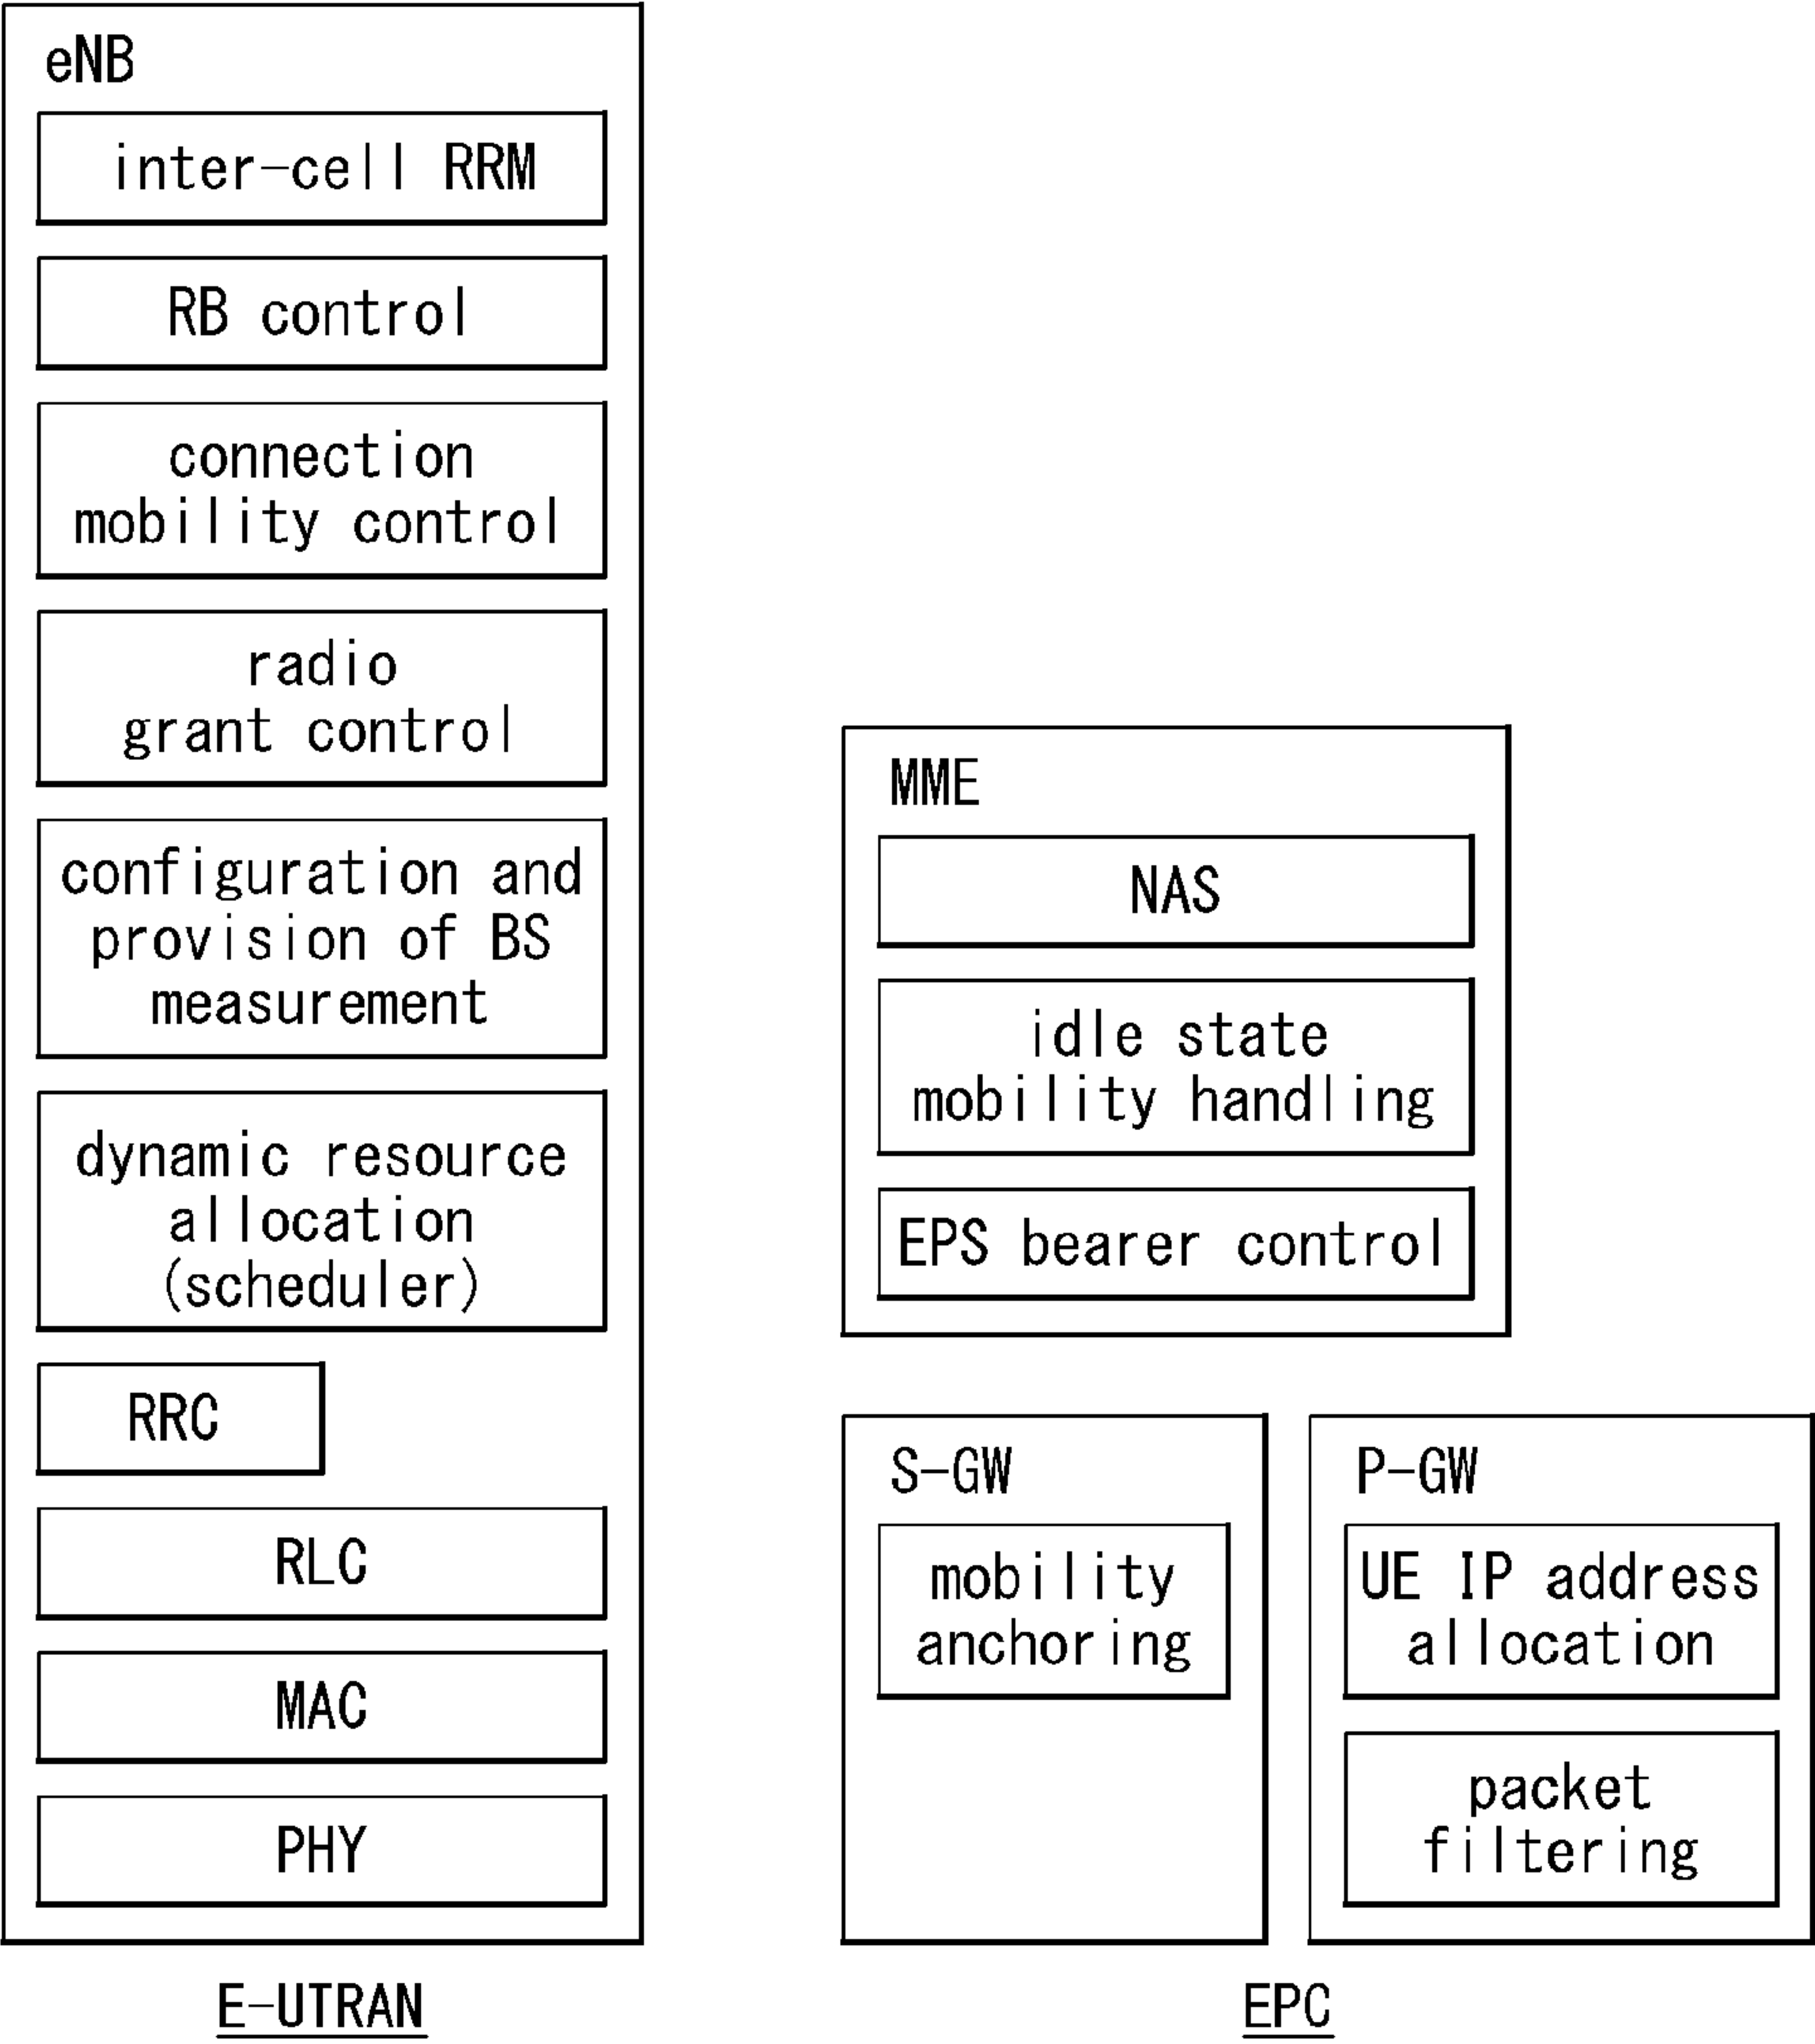 eNB
inter-cell RRM
RB control
connection
mobility control
radio
grant control
configuration and
provision of BS
measurement
dynamic resource
allocation
(scheduler)
RRC
RLC
MAC
PHY
E-UTRAN
MME
NAS
idle state
mobility handling
EPS bearer control
S-GW
mobility
anchoring
P-GW
UE IP address
allocation
packet
filtering
EPC